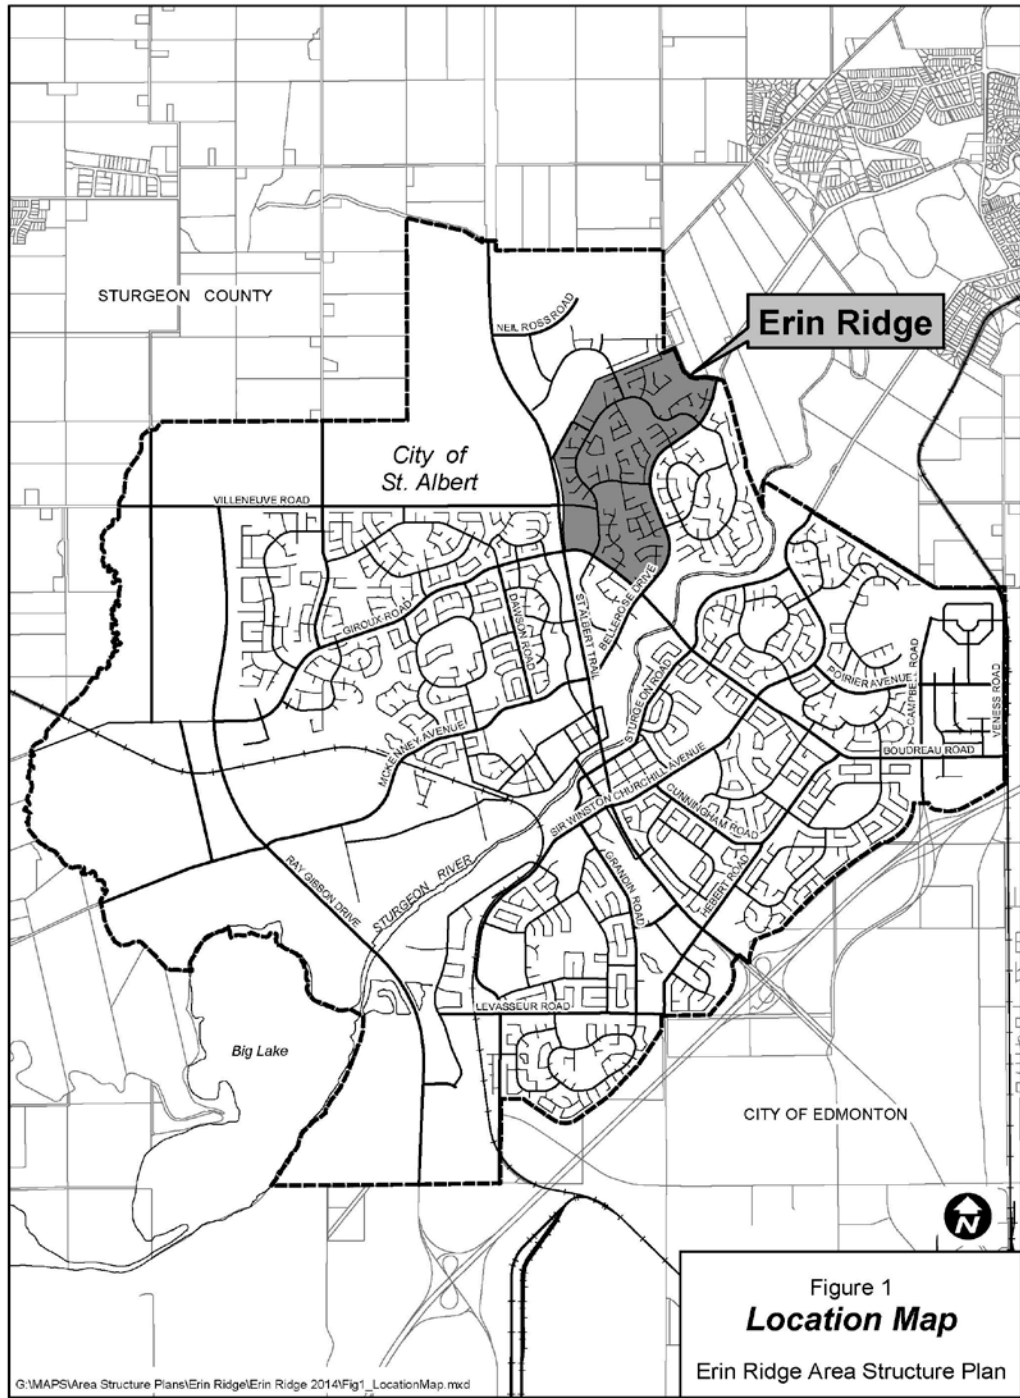 STURGEON COUNTY
NEIL ROSS ROAD
Erin Ridge
City of
St. Albert
VILLENEUVE ROAD
GIROUX ROAD
DAWSON ROAD
ST ALBERT TRAIL
BELLEROSE DRIVE
STURGEON ROAD
POIRIER AVENUE
CAMPBELL ROAD
VENESS ROAD
BOUDREAU ROAD
MCKENNEY AVENUE
SIR WINSTON CHURCHILL AVENUE
CUNNINGHAM ROAD
GRANDIN ROAD
HEBERT ROAD
RAY GIBBON DRIVE
STURGEON RIVER
LEVASSEUR ROAD
Big Lake
CITY OF EDMONTON
N
Figure 1
Location Map
Erin Ridge Area Structure Plan
G:\MAPS\Area Structure Plans\Erin Ridge\Erin Ridge 2014\Fig1_LocationMap.mxd